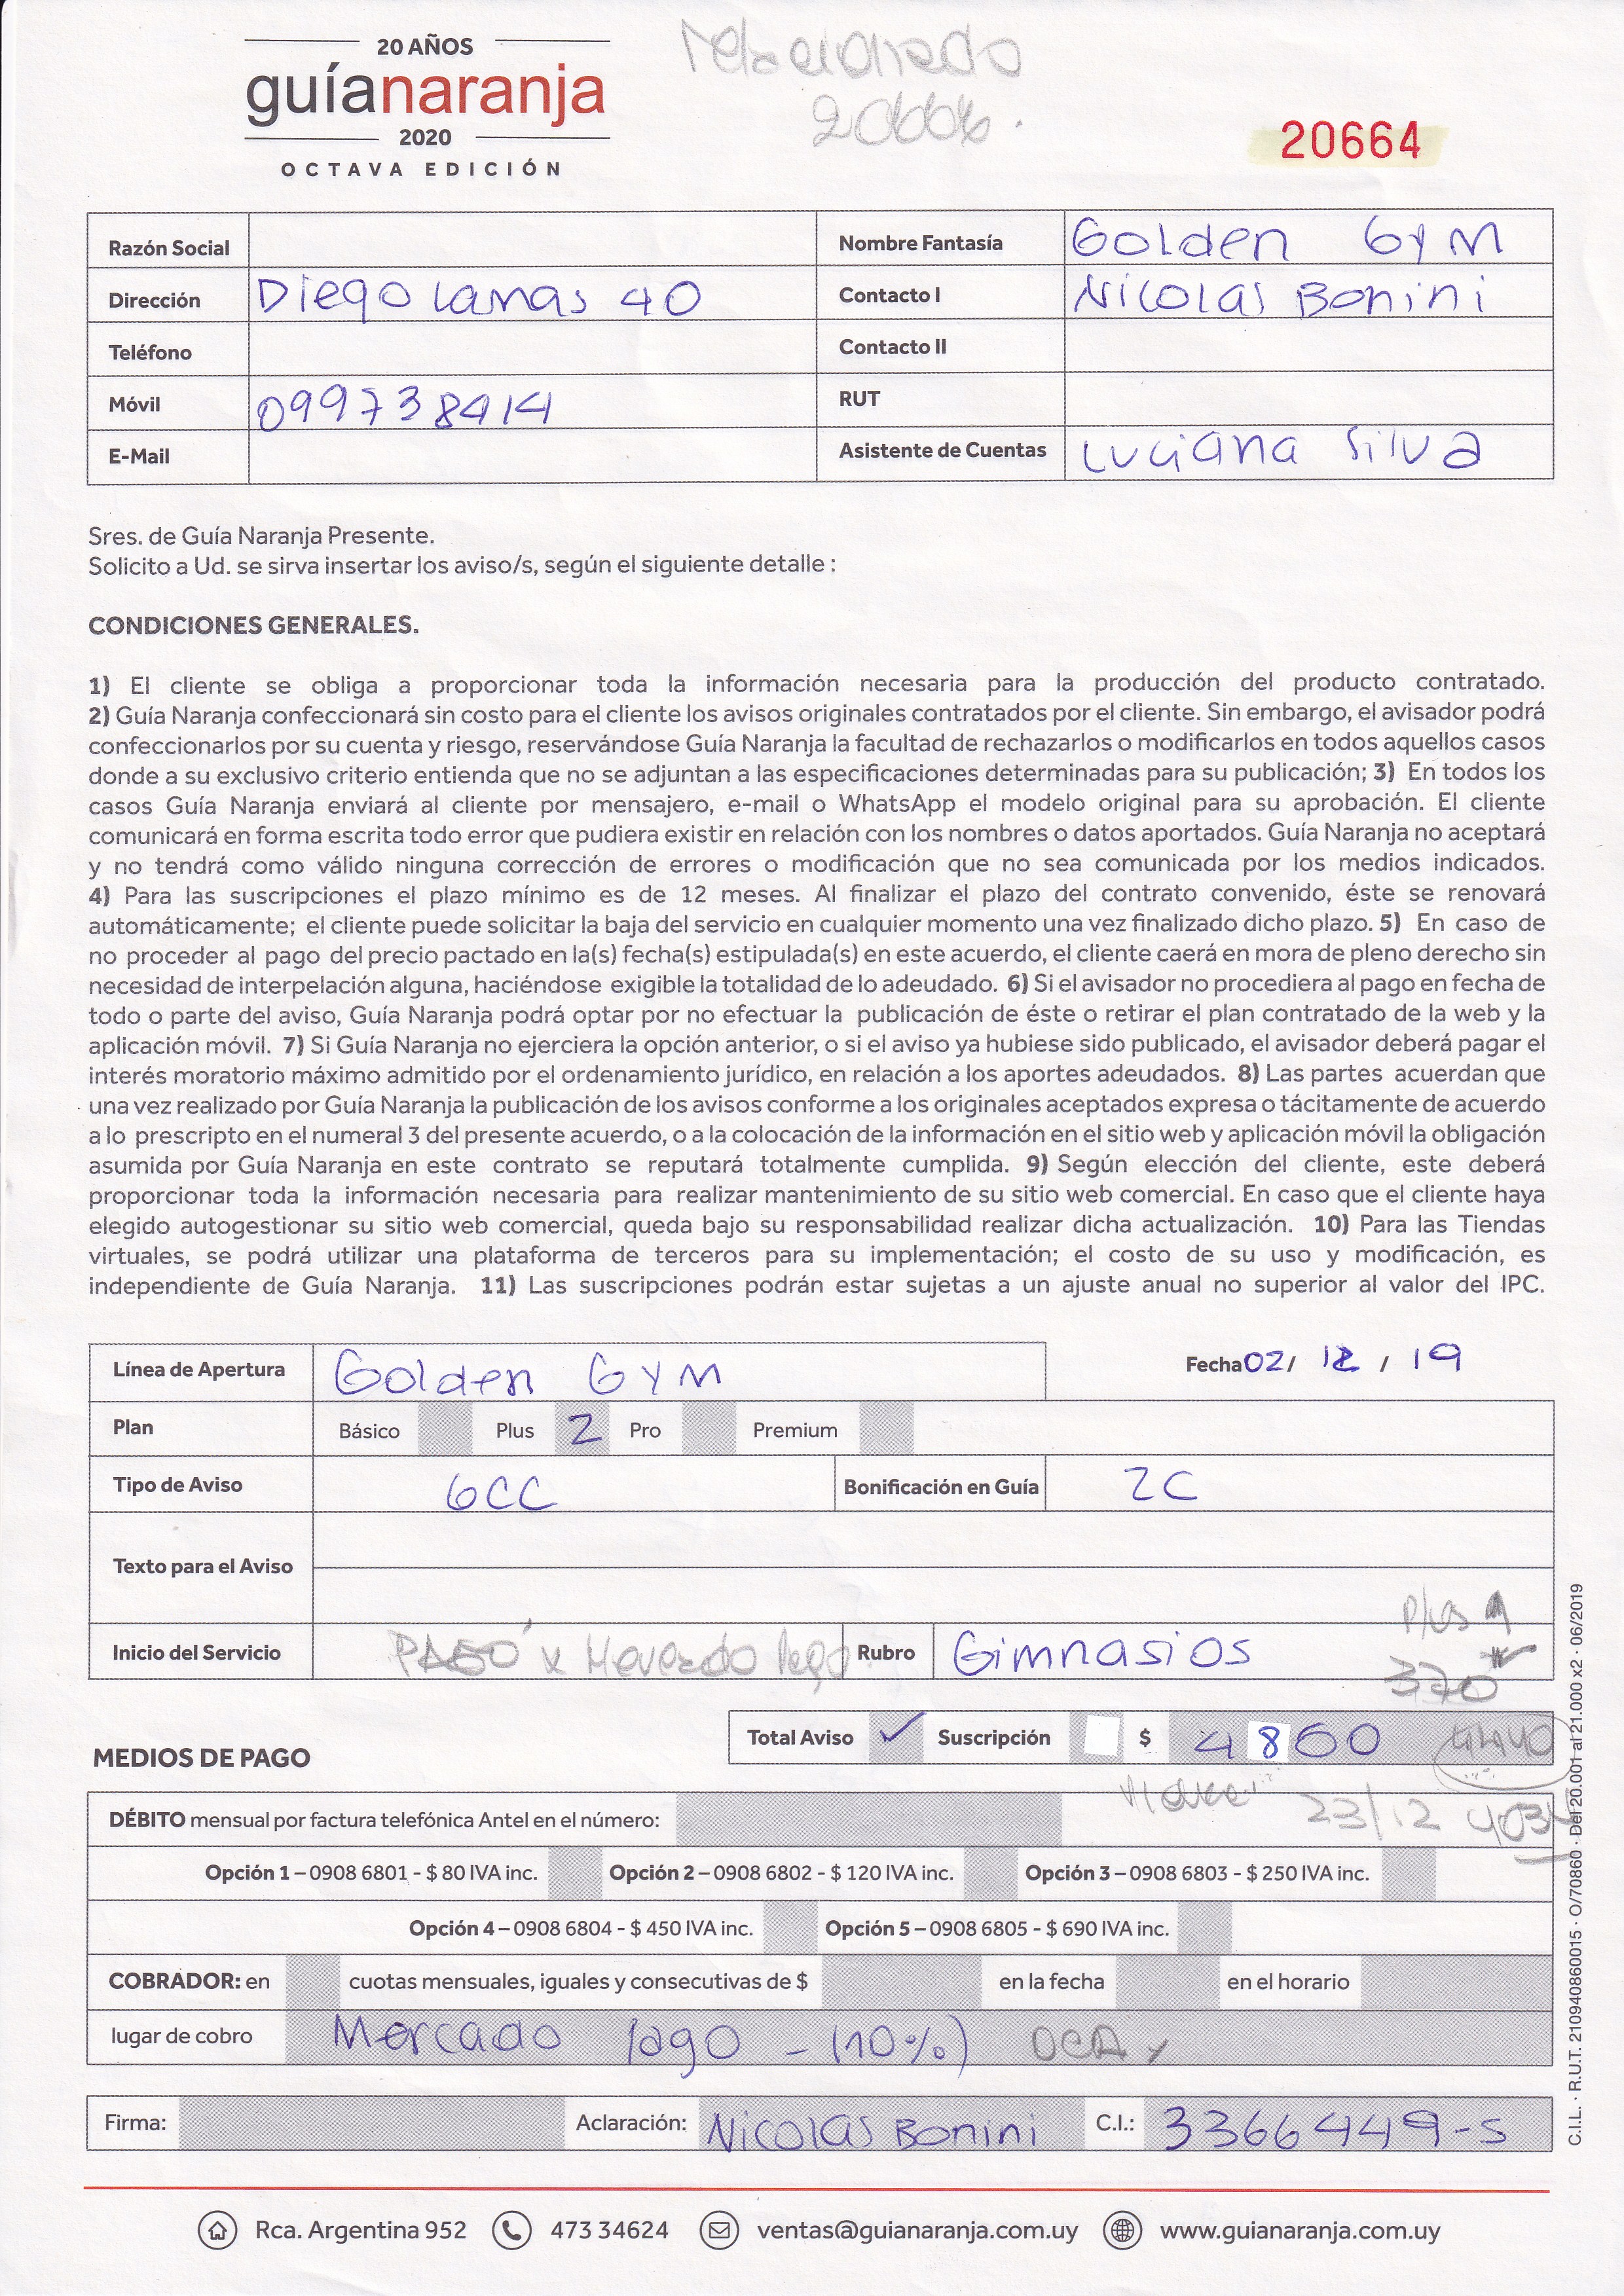 20 AÑOS
guíanaranja
2020
OCTAVA EDICIÓN
relacionado
20664
Razón Social
Nombre Fantasía Golden GYM
Dirección Diego Lamas 40
Contacto I Nicolas Bonini
Teléfono
Contacto II
Móvil 099738414
RUT
E-Mail
Asistente de Cuentas Luciana Silva
Sres. de Guía Naranja Presente.
Solicito a Ud. se sirva insertar los aviso/s, según el siguiente detalle :
CONDICIONES GENERALES.
1) El cliente se obliga a proporcionar toda la información necesaria para la producción del producto contratado.
2) Guía Naranja confeccionará sin costo para el cliente los avisos originales contratados por el cliente. Sin embargo, el avisador podrá
confeccionarlos por su cuenta y riesgo, reservándose Guía Naranja la facultad de rechazarlos o modificarlos en todos aquellos casos
donde a su exclusivo criterio entienda que no se adjuntan a las especificaciones determinadas para su publicación; 3) En todos los
casos Guía Naranja enviará al cliente por mensajero, e-mail o WhatsApp el modelo original para su aprobación. El cliente
comunicará en forma escrita todo error que pudiera existir en relación con los nombres o datos aportados. Guía Naranja no aceptará
y no tendrá como válido ninguna corrección de errores o modificación que no sea comunicada por los medios indicados.
4) Para las suscripciones el plazo mínimo es de 12 meses. Al finalizar el plazo del contrato convenido, éste se renovará
automáticamente; el cliente puede solicitar la baja del servicio en cualquier momento una vez finalizado dicho plazo. 5) En caso de
no proceder al pago del precio pactado en la(s) fecha(s) estipulada(s) en este acuerdo, el cliente caerá en mora de pleno derecho sin
necesidad de interpelación alguna, haciéndose exigible la totalidad de lo adeudado. 6) Si el avisador no procediera al pago en fecha de
todo o parte del aviso, Guía Naranja podrá optar por no efectuar la publicación de éste o retirar el plan contratado de la web y la
aplicación móvil. 7) Si Guía Naranja no ejerciera la opción anterior, o si el aviso ya hubiese sido publicado, el avisador deberá pagar el
interés moratorio máximo admitido por el ordenamiento jurídico, en relación a los aportes adeudados. 8) Las partes acuerdan que
una vez realizado por Guía Naranja la publicación de los avisos conforme a los originales aceptados expresa o tácitamente de acuerdo
a lo prescripto en el numeral 3 del presente acuerdo, o a la colocación de la información en el sitio web y aplicación móvil la obligación
asumida por Guía Naranja en este contrato se reputará totalmente cumplida. 9) Según elección del cliente, este deberá
proporcionar toda la información necesaria para realizar mantenimiento de su sitio web comercial. En caso que el cliente haya
elegido autogestionar su sitio web comercial, queda bajo su responsabilidad realizar dicha actualización. 10) Para las Tiendas
virtuales, se podrá utilizar una plataforma de terceros para su implementación; el costo de su uso y modificación, es
independiente de Guía Naranja. 11) Las suscripciones podrán estar sujetas a un ajuste anual no superior al valor del IPC.
Línea de Apertura Golden GYM
Fecha 02/ 12 / 19
Plan Básico Plus 2 Pro Premium
Tipo de Aviso 6CC Bonificación en Guía 2C
Texto para el Aviso
Plus 1
Inicio del Servicio PAGO x Mercado Pago Rubro Gimnasios
370
Total Aviso ✓ Suscripción $ 4800
MEDIOS DE PAGO
DÉBITO mensual por factura telefónica Antel en el número:
23/12
Opción 1 – 0908 6801 - $ 80 IVA inc. Opción 2 – 0908 6802 - $ 120 IVA inc. Opción 3 – 0908 6803 - $ 250 IVA inc.
Opción 4 – 0908 6804 - $ 450 IVA inc. Opción 5 – 0908 6805 - $ 690 IVA inc.
COBRADOR: en cuotas mensuales, iguales y consecutivas de $ en la fecha en el horario
lugar de cobro Mercado Pago - (10%) OCA
Firma: Aclaración: Nicolas Bonini C.I.: 3366449-5
Rca. Argentina 952 473 34624 ventas@guianaranja.com.uy www.guianaranja.com.uy
C.I.L. · R.U.T. 210940860015 · O/70860 · Del 20.001 al 21.000 x2 · 06/2019